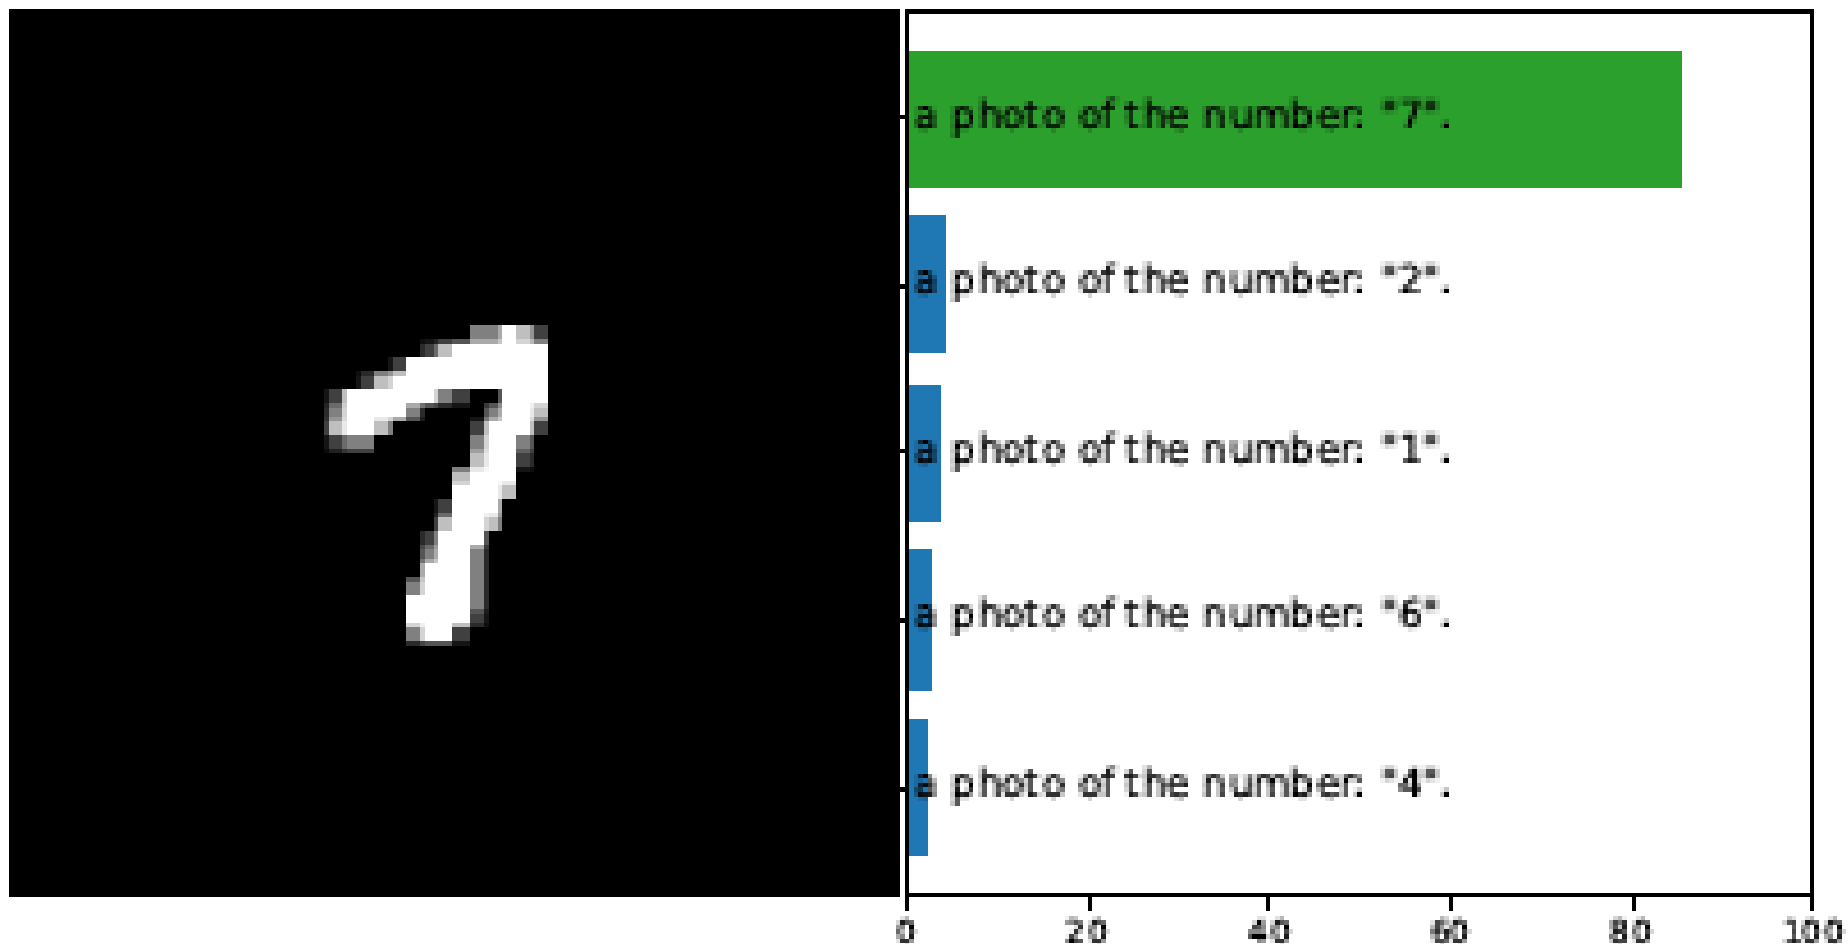 7
a photo of the number: "7".
a photo of the number: "2".
a photo of the number: "1".
a photo of the number: "6".
a photo of the number: "4".
0 20 40 60 80 100